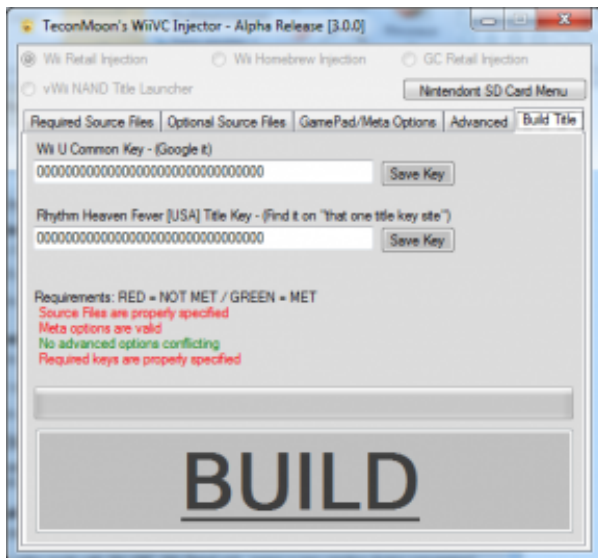 TeconMoon's WiiVC Injector - Alpha Release [3.0.0]
Wii Retail Injection
Wii Homebrew Injection
GC Retail Injection
vWii NAND Title Launcher
Nintendont SD Card Menu
Required Source Files
Optional Source Files
GamePad/Meta Options
Advanced
Build Title
Wii U Common Key - (Google it)
00000000000000000000000000000000
Save Key
Rhythm Heaven Fever [USA] Title Key - (Find it on "that one title key site")
00000000000000000000000000000000
Save Key
Requirements: RED = NOT MET / GREEN = MET
Source Files are properly specified
Meta options are valid
No advanced options conflicting
Required keys are properly specified
BUILD